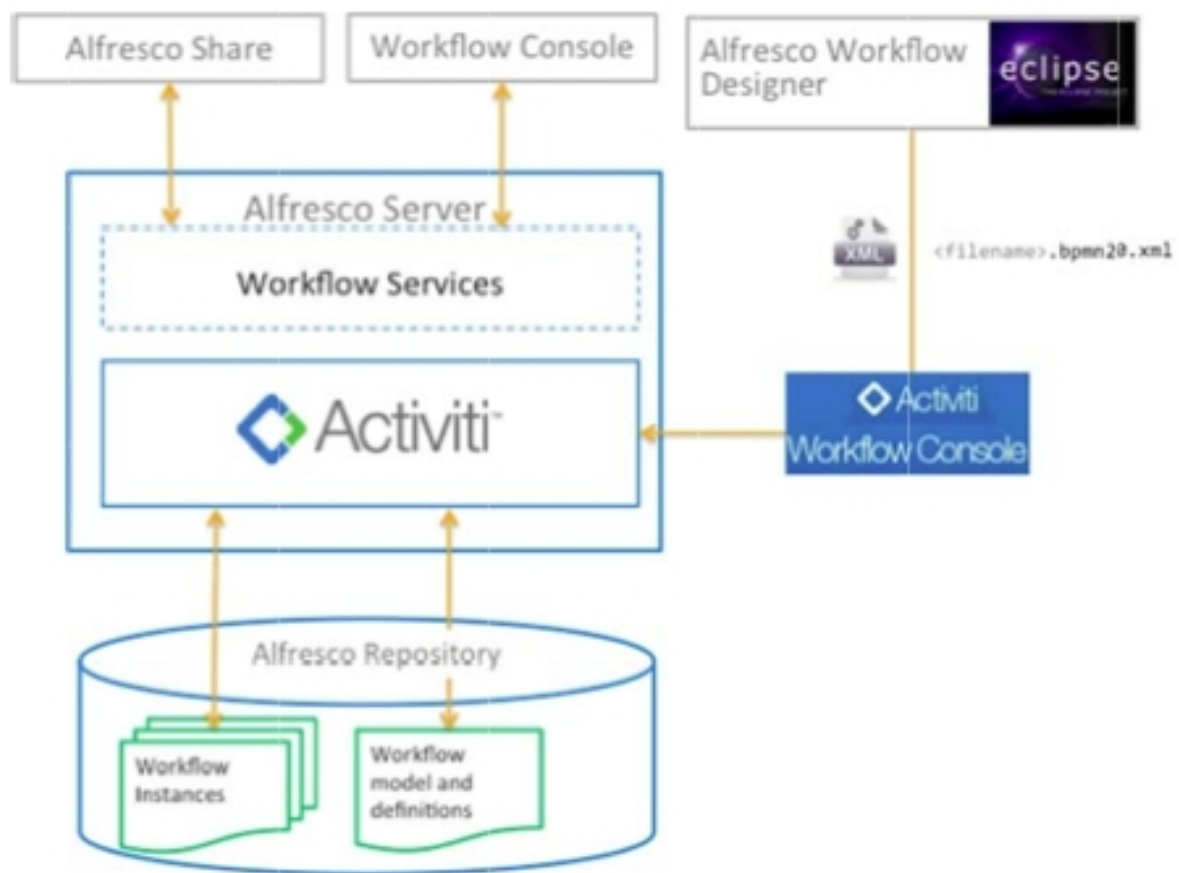 Alfresco Share
Workflow Console
Alfresco Workflow
Designer
eclipse
Alfresco Server
Workflow Services
XML
<filename>.bpmn20.xml
Activiti™
Activiti
Workflow Console
Alfresco Repository
Workflow
Instances
Workflow
model and
definitions